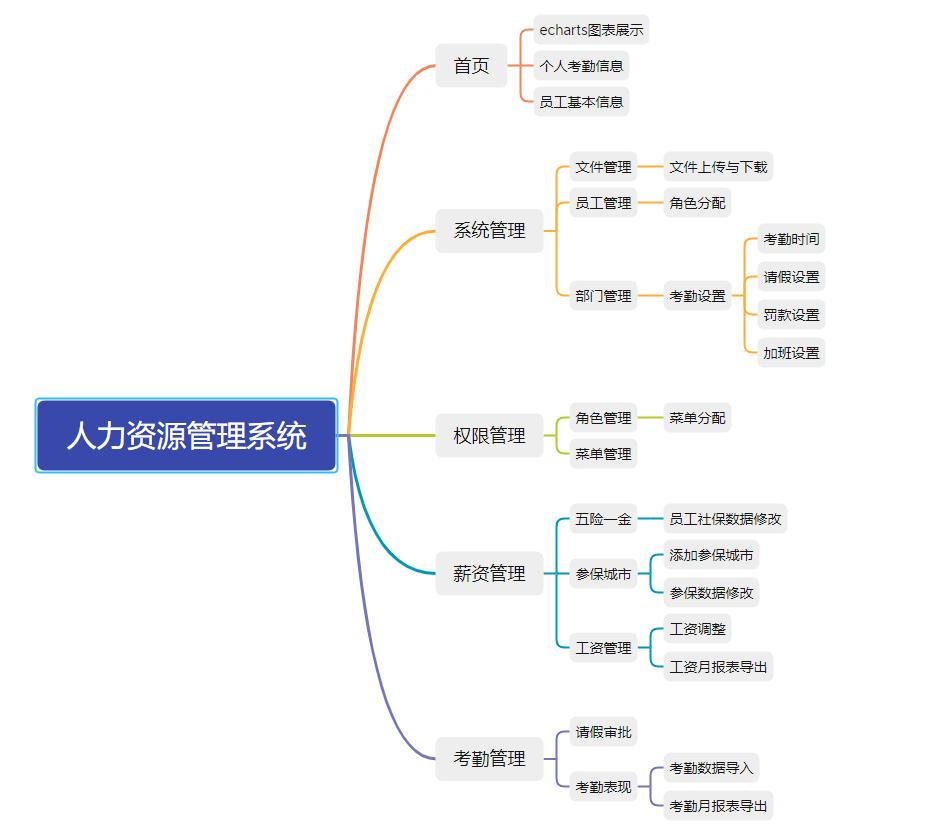 人力资源管理系统
首页
echarts图表展示
个人考勤信息
员工基本信息
系统管理
文件管理
文件上传与下载
员工管理
角色分配
部门管理
考勤设置
考勤时间
请假设置
罚款设置
加班设置
权限管理
角色管理
菜单分配
菜单管理
薪资管理
五险一金
员工社保数据修改
参保城市
添加参保城市
参保数据修改
工资管理
工资调整
工资月报表导出
考勤管理
请假审批
考勤表现
考勤数据导入
考勤月报表导出